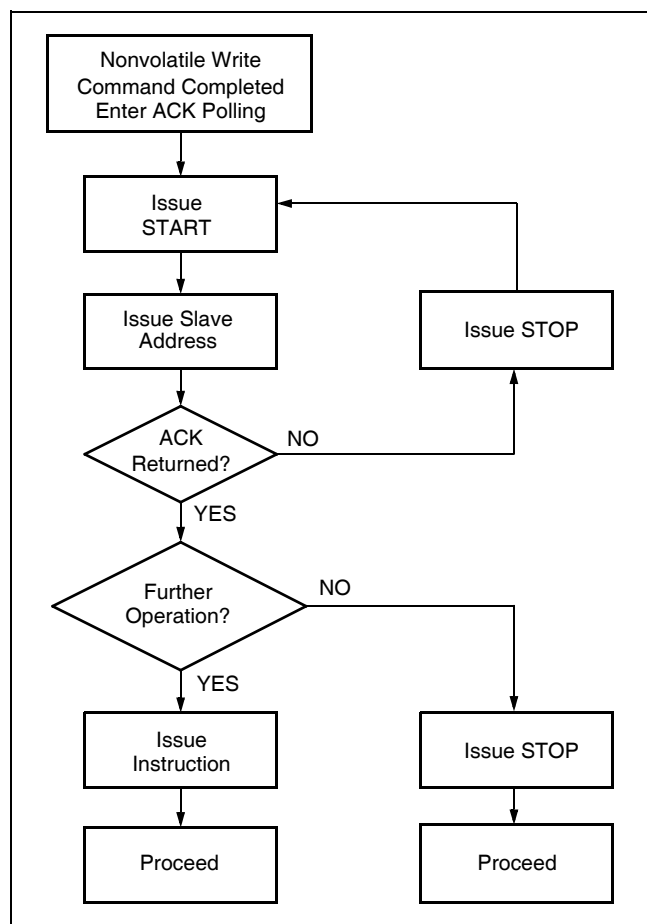 Nonvolatile Write
Command Completed
Enter ACK Polling
Issue
START
Issue Slave
Address
Issue STOP
ACK
Returned?
NO
YES
Further
Operation?
NO
YES
Issue
Instruction
Issue STOP
Proceed
Proceed